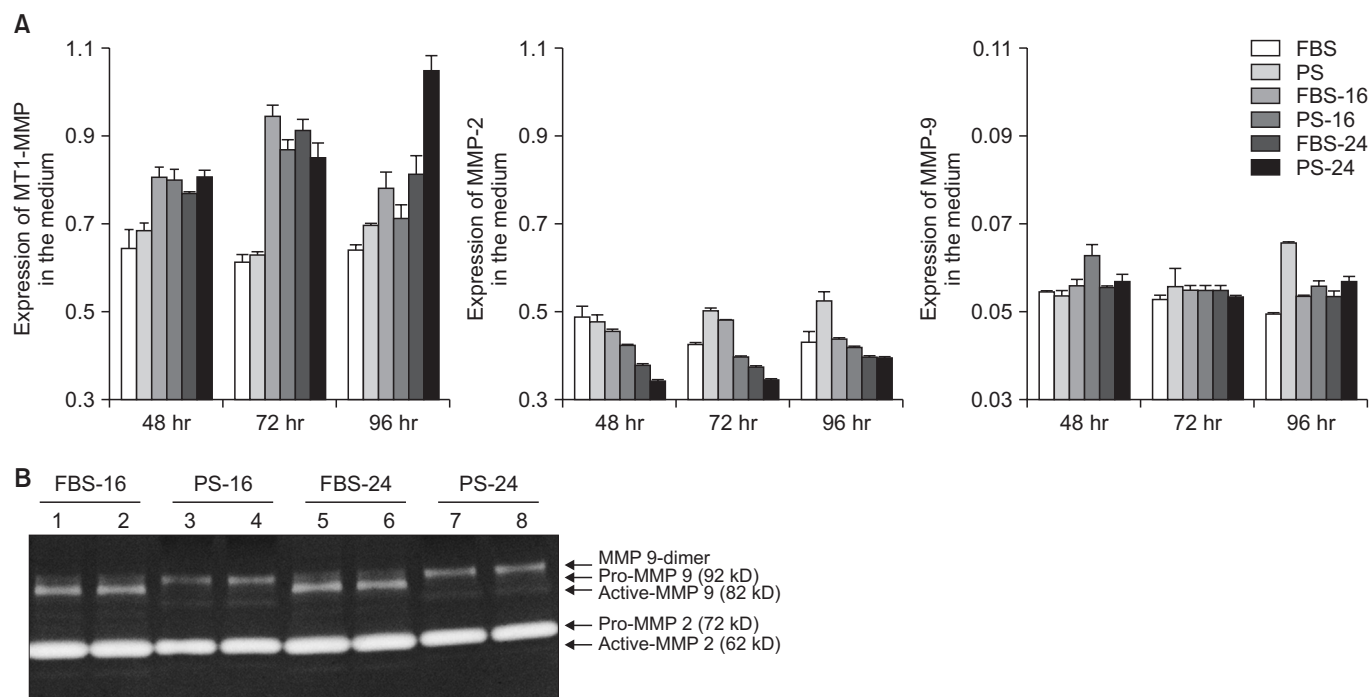 A
Expression of MT1-MMP
in the medium
1.1
0.9
0.7
0.5
0.3
48 hr
72 hr
96 hr
Expression of MMP-2
in the medium
1.1
0.9
0.7
0.5
0.3
48 hr
72 hr
96 hr
Expression of MMP-9
in the medium
0.11
0.09
0.07
0.05
0.03
48 hr
72 hr
96 hr
FBS
PS
FBS-16
PS-16
FBS-24
PS-24
B
FBS-16 PS-16 FBS-24 PS-24
1 2 3 4 5 6 7 8
MMP 9-dimer
Pro-MMP 9 (92 kD)
Active-MMP 9 (82 kD)
Pro-MMP 2 (72 kD)
Active-MMP 2 (62 kD)